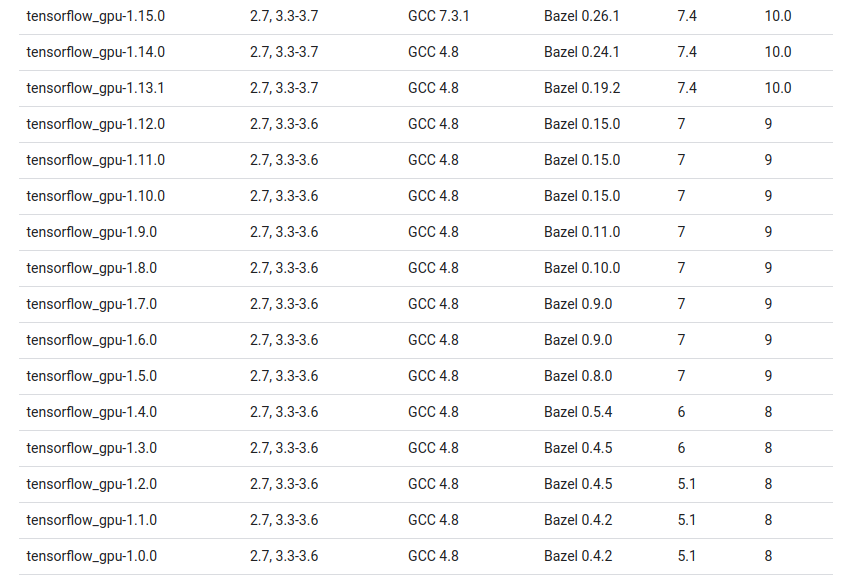 tensorflow_gpu-1.15.0 2.7, 3.3-3.7 GCC 7.3.1 Bazel 0.26.1 7.4 10.0
tensorflow_gpu-1.14.0 2.7, 3.3-3.7 GCC 4.8 Bazel 0.24.1 7.4 10.0
tensorflow_gpu-1.13.1 2.7, 3.3-3.7 GCC 4.8 Bazel 0.19.2 7.4 10.0
tensorflow_gpu-1.12.0 2.7, 3.3-3.6 GCC 4.8 Bazel 0.15.0 7 9
tensorflow_gpu-1.11.0 2.7, 3.3-3.6 GCC 4.8 Bazel 0.15.0 7 9
tensorflow_gpu-1.10.0 2.7, 3.3-3.6 GCC 4.8 Bazel 0.15.0 7 9
tensorflow_gpu-1.9.0 2.7, 3.3-3.6 GCC 4.8 Bazel 0.11.0 7 9
tensorflow_gpu-1.8.0 2.7, 3.3-3.6 GCC 4.8 Bazel 0.10.0 7 9
tensorflow_gpu-1.7.0 2.7, 3.3-3.6 GCC 4.8 Bazel 0.9.0 7 9
tensorflow_gpu-1.6.0 2.7, 3.3-3.6 GCC 4.8 Bazel 0.9.0 7 9
tensorflow_gpu-1.5.0 2.7, 3.3-3.6 GCC 4.8 Bazel 0.8.0 7 9
tensorflow_gpu-1.4.0 2.7, 3.3-3.6 GCC 4.8 Bazel 0.5.4 6 8
tensorflow_gpu-1.3.0 2.7, 3.3-3.6 GCC 4.8 Bazel 0.4.5 6 8
tensorflow_gpu-1.2.0 2.7, 3.3-3.6 GCC 4.8 Bazel 0.4.5 5.1 8
tensorflow_gpu-1.1.0 2.7, 3.3-3.6 GCC 4.8 Bazel 0.4.2 5.1 8
tensorflow_gpu-1.0.0 2.7, 3.3-3.6 GCC 4.8 Bazel 0.4.2 5.1 8